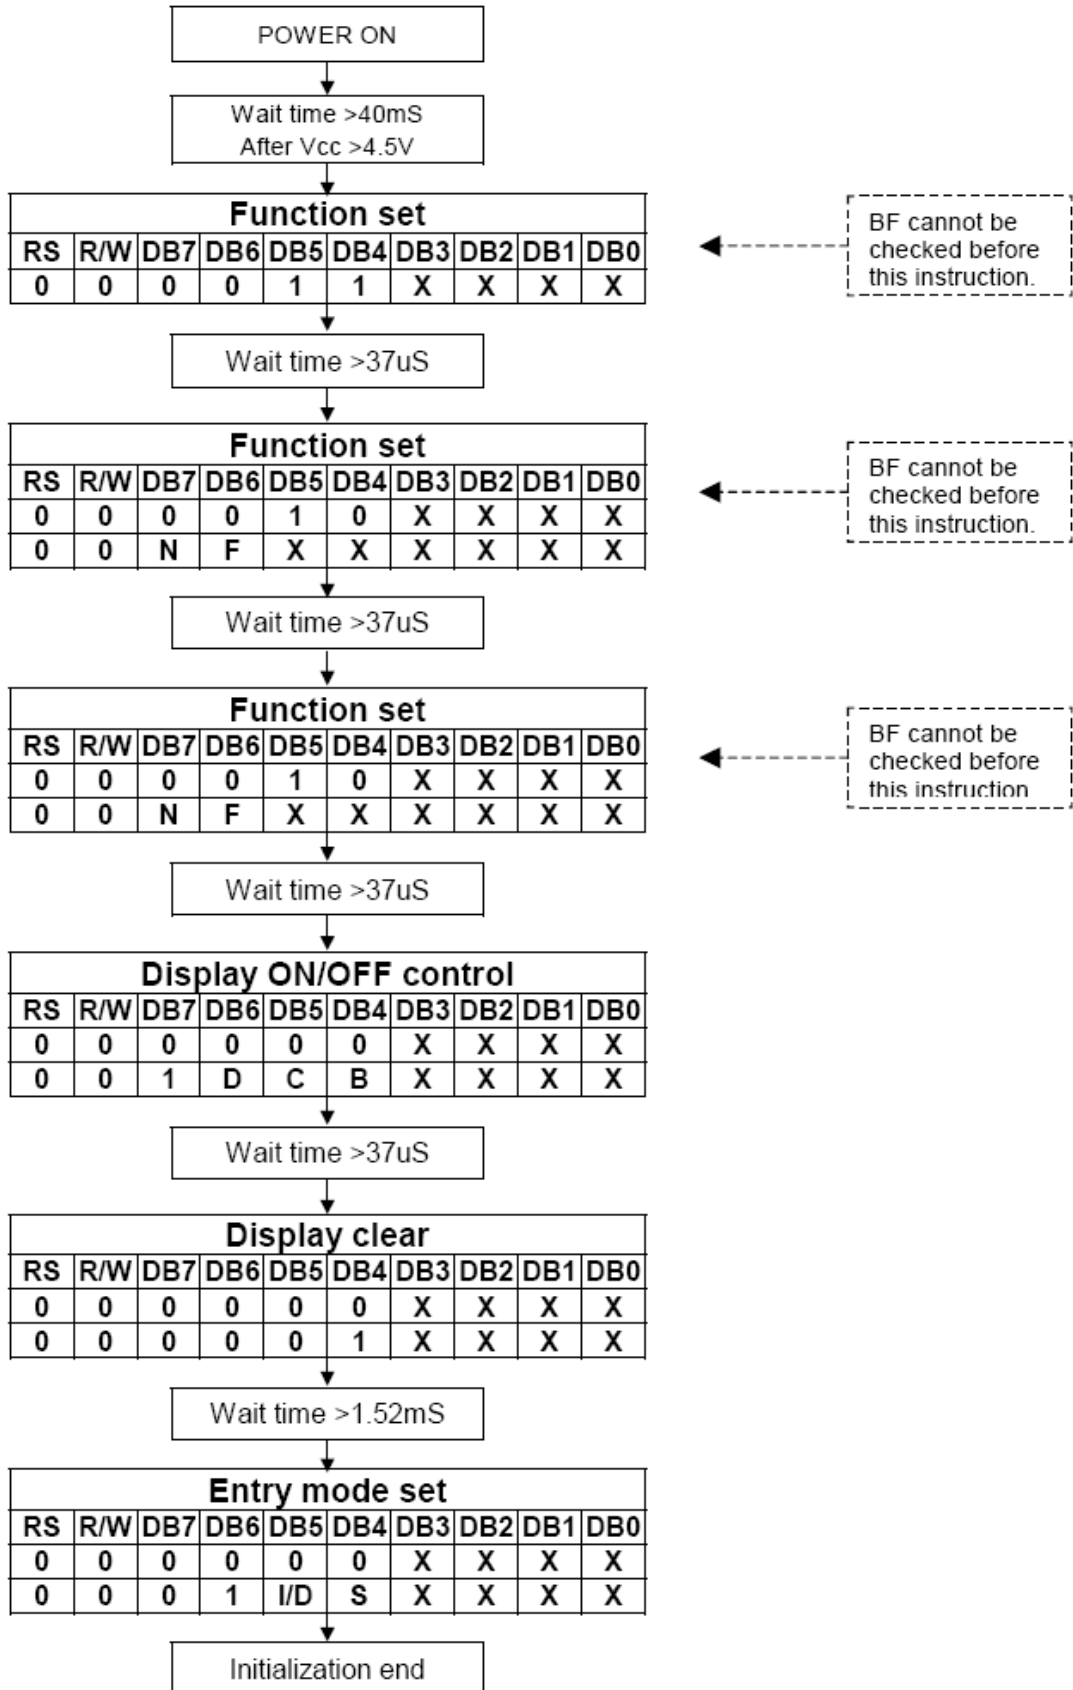 POWER ON
Wait time >40mS
After Vcc >4.5V
Function set
RS R/W DB7 DB6 DB5 DB4 DB3 DB2 DB1 DB0
0 0 0 0 1 1 X X X X
BF cannot be
checked before
this instruction.
Wait time >37uS
Function set
RS R/W DB7 DB6 DB5 DB4 DB3 DB2 DB1 DB0
0 0 0 0 1 0 X X X X
0 0 N F X X X X X X
BF cannot be
checked before
this instruction.
Wait time >37uS
Function set
RS R/W DB7 DB6 DB5 DB4 DB3 DB2 DB1 DB0
0 0 0 0 1 0 X X X X
0 0 N F X X X X X X
BF cannot be
checked before
this instruction
Wait time >37uS
Display ON/OFF control
RS R/W DB7 DB6 DB5 DB4 DB3 DB2 DB1 DB0
0 0 0 0 0 0 X X X X
0 0 1 D C B X X X X
Wait time >37uS
Display clear
RS R/W DB7 DB6 DB5 DB4 DB3 DB2 DB1 DB0
0 0 0 0 0 0 X X X X
0 0 0 0 0 1 X X X X
Wait time >1.52mS
Entry mode set
RS R/W DB7 DB6 DB5 DB4 DB3 DB2 DB1 DB0
0 0 0 0 0 0 X X X X
0 0 0 1 I/D S X X X X
Initialization end